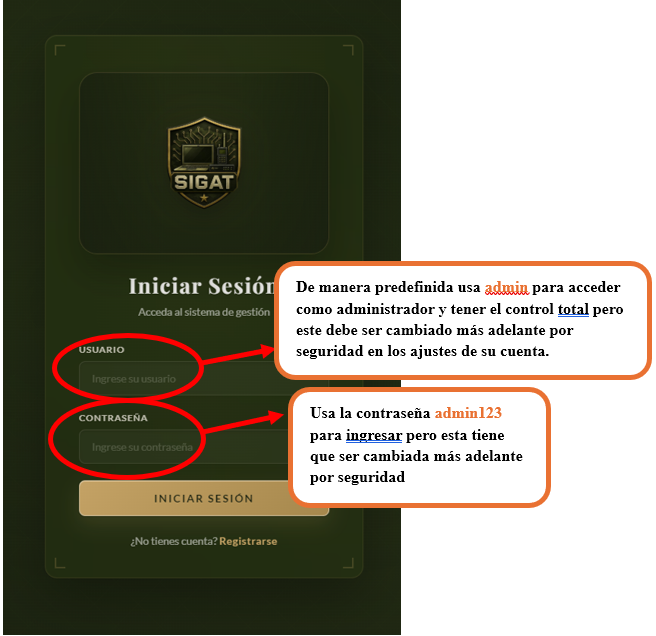 SIGAT
Iniciar Sesión
Acceda al sistema de gestión
De manera predefinida usa admin para acceder
como administrador y tener el control total pero
este debe ser cambiado más adelante por
seguridad en los ajustes de su cuenta.
USUARIO
Ingrese su usuario
CONTRASEÑA
Ingrese su contraseña
Usa la contraseña admin123
para ingresar pero esta tiene
que ser cambiada más adelante
por seguridad
INICIAR SESIÓN
¿No tienes cuenta? Registrarse